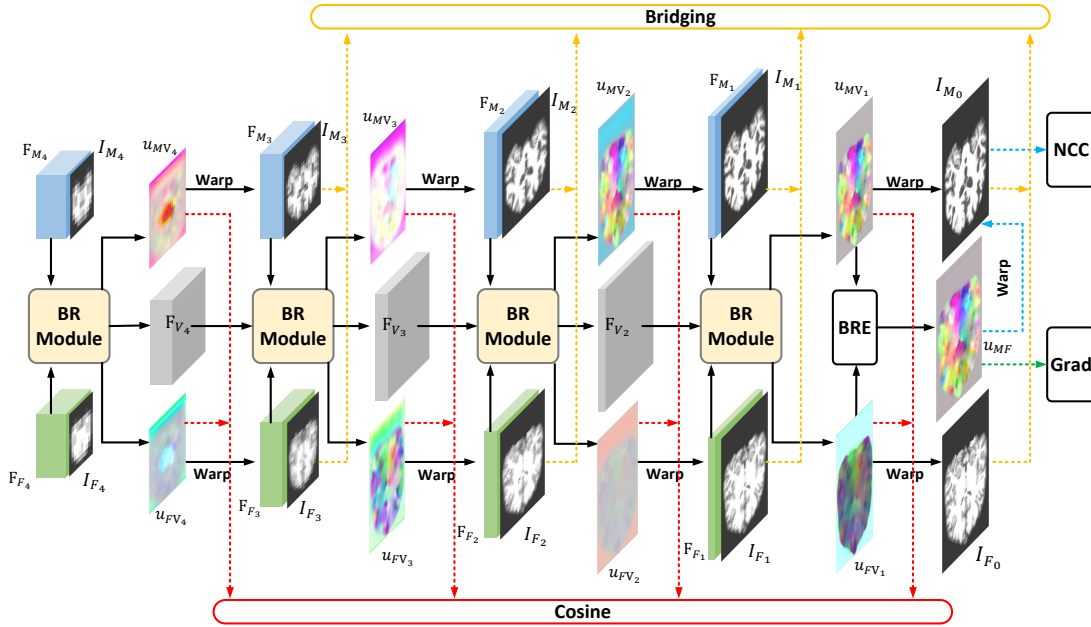 Bridging
F_{M_4} I_{M_4} u_{MV_4} F_{M_3} I_{M_3} u_{MV_3} F_{M_2} I_{M_2} u_{MV_2} F_{M_1} I_{M_1} u_{MV_1} I_{M_0}
NCC
Warp Warp Warp Warp
BR Module F_{V_4} BR Module F_{V_3} BR Module F_{V_2} BR Module BRE
Warp
u_{MF}
Grad
Warp Warp Warp Warp
F_{F_4} I_{F_4} u_{FV_4} F_{F_3} I_{F_3} u_{FV_3} F_{F_2} I_{F_2} u_{FV_2} F_{F_1} I_{F_1} u_{FV_1} I_{F_0}
Cosine